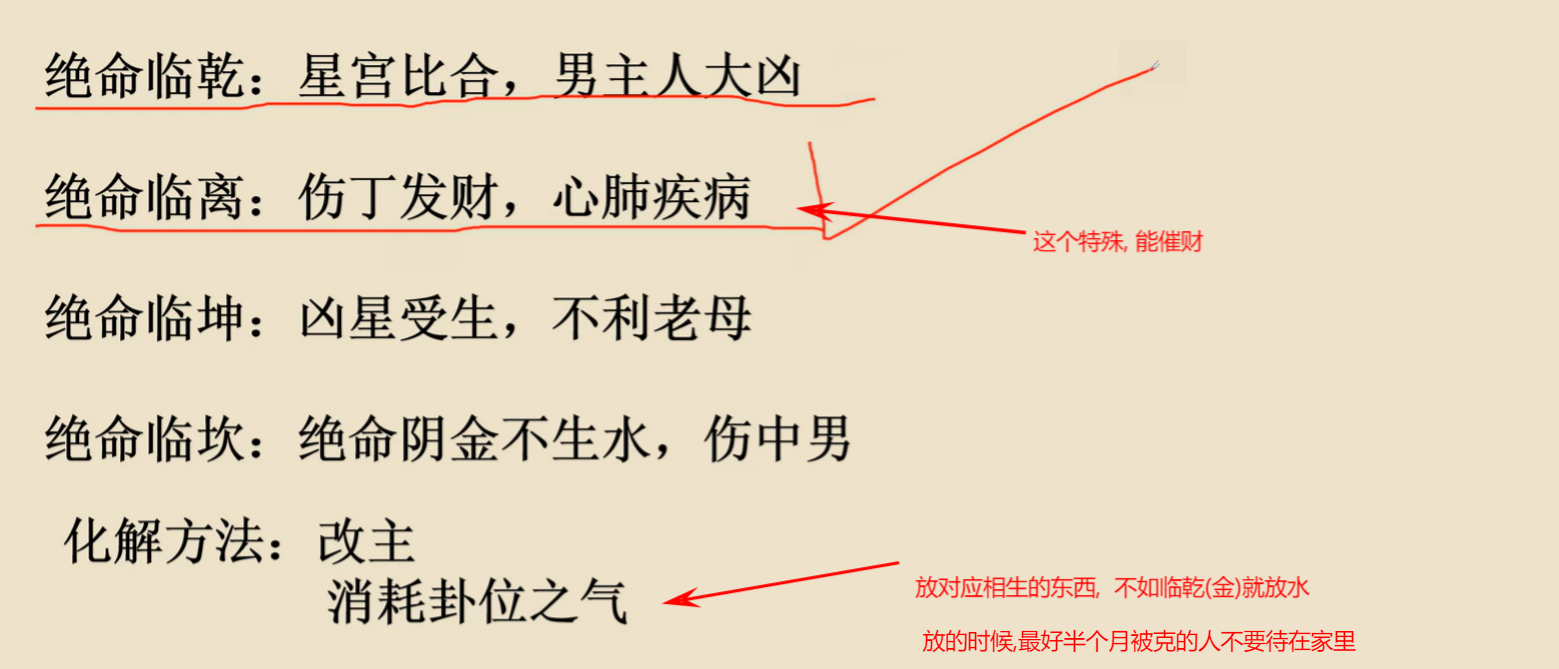 绝命临乾：星宫比合，男主人大凶
绝命临离：伤丁发财，心肺疾病
这个特殊, 能催财
绝命临坤：凶星受生，不利老母
绝命临坎：绝命阴金不生水，伤中男
化解方法：改主
消耗卦位之气
放对应相生的东西, 不如临乾(金)就放水
放的时候,最好半个月被克的人不要待在家里